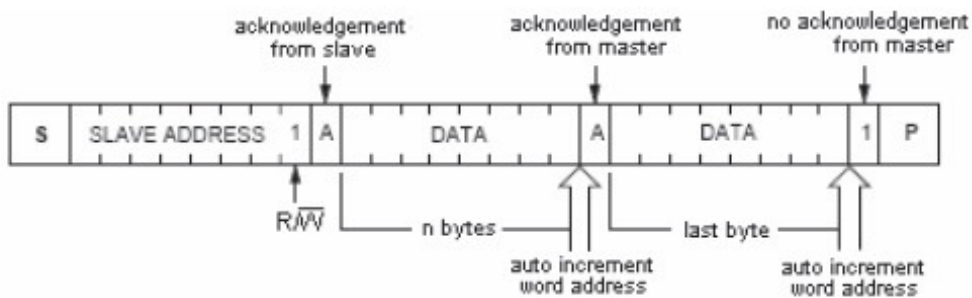 acknowledgement
from slave
acknowledgement
from master
no acknowledgement
from master
S SLAVE ADDRESS 1 A DATA A DATA 1 P
R/W̅
n bytes
last byte
auto increment
word address
auto increment
word address